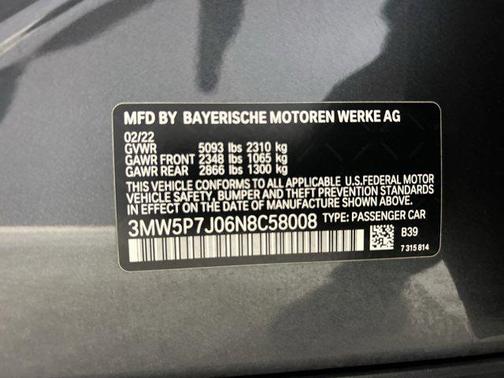 MFD BY BAYERISCHE MOTOREN WERKE AG
02/22
GVWR 5093 lbs 2310 kg
GAWR FRONT 2348 lbs 1065 kg
GAWR REAR 2866 lbs 1300 kg
THIS VEHICLE CONFORMS TO ALL APPLICABLE U.S.FEDERAL MOTOR
VEHICLE SAFETY, BUMPER, AND THEFT PREVENTION STANDARDS
IN EFFECT ON THE DATE OF MANUFACTURE SHOWN ABOVE.
3MW5P7J06N8C58008 TYPE: PASSENGER CAR
B39
7 315 814